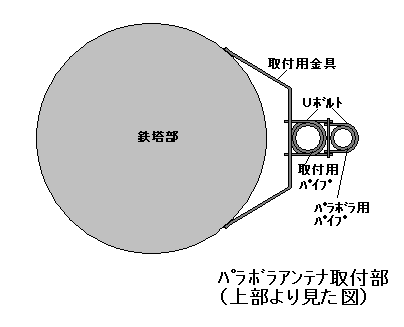 取付用金具
Uﾎﾞﾙﾄ
鉄塔部
取付用
ﾊﾟｲﾌﾟ
ﾊﾟﾗﾎﾞﾗ用
ﾊﾟｲﾌﾟ
ﾊﾟﾗﾎﾞﾗｱﾝﾃﾅ取付部
（上部より見た図）